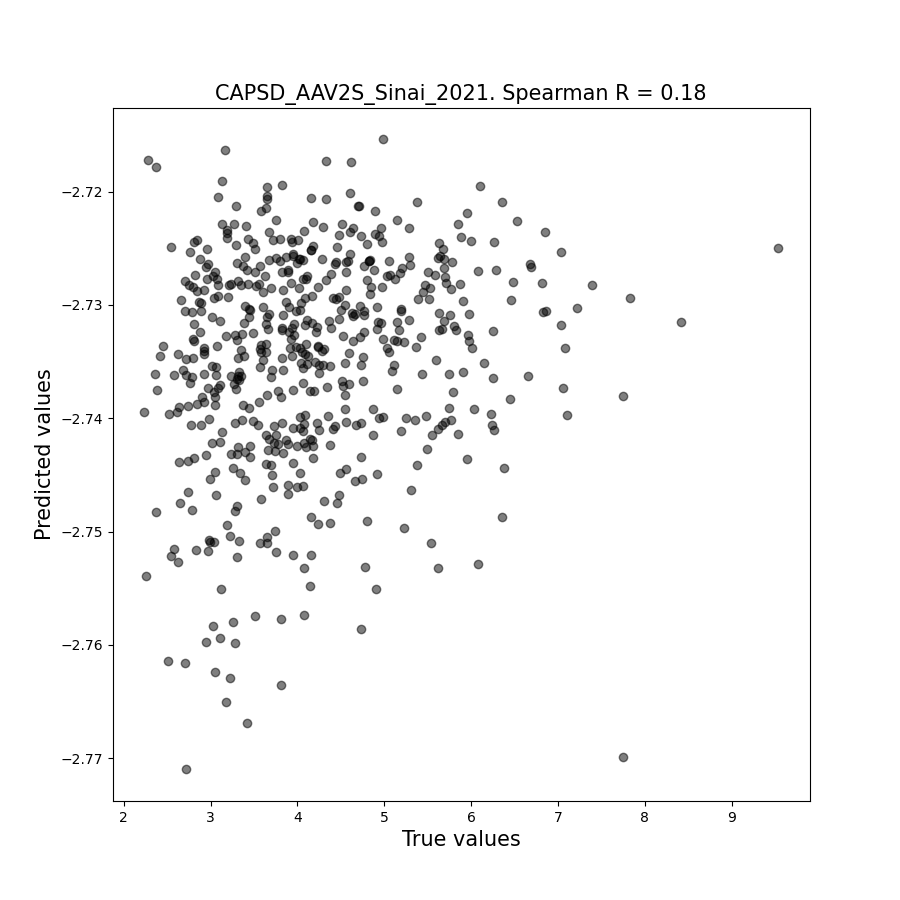 CAPSD_AAV2S_Sinai_2021. Spearman R = 0.18
Predicted values
−2.72
−2.73
−2.74
−2.75
−2.76
−2.77
2 3 4 5 6 7 8 9
True values